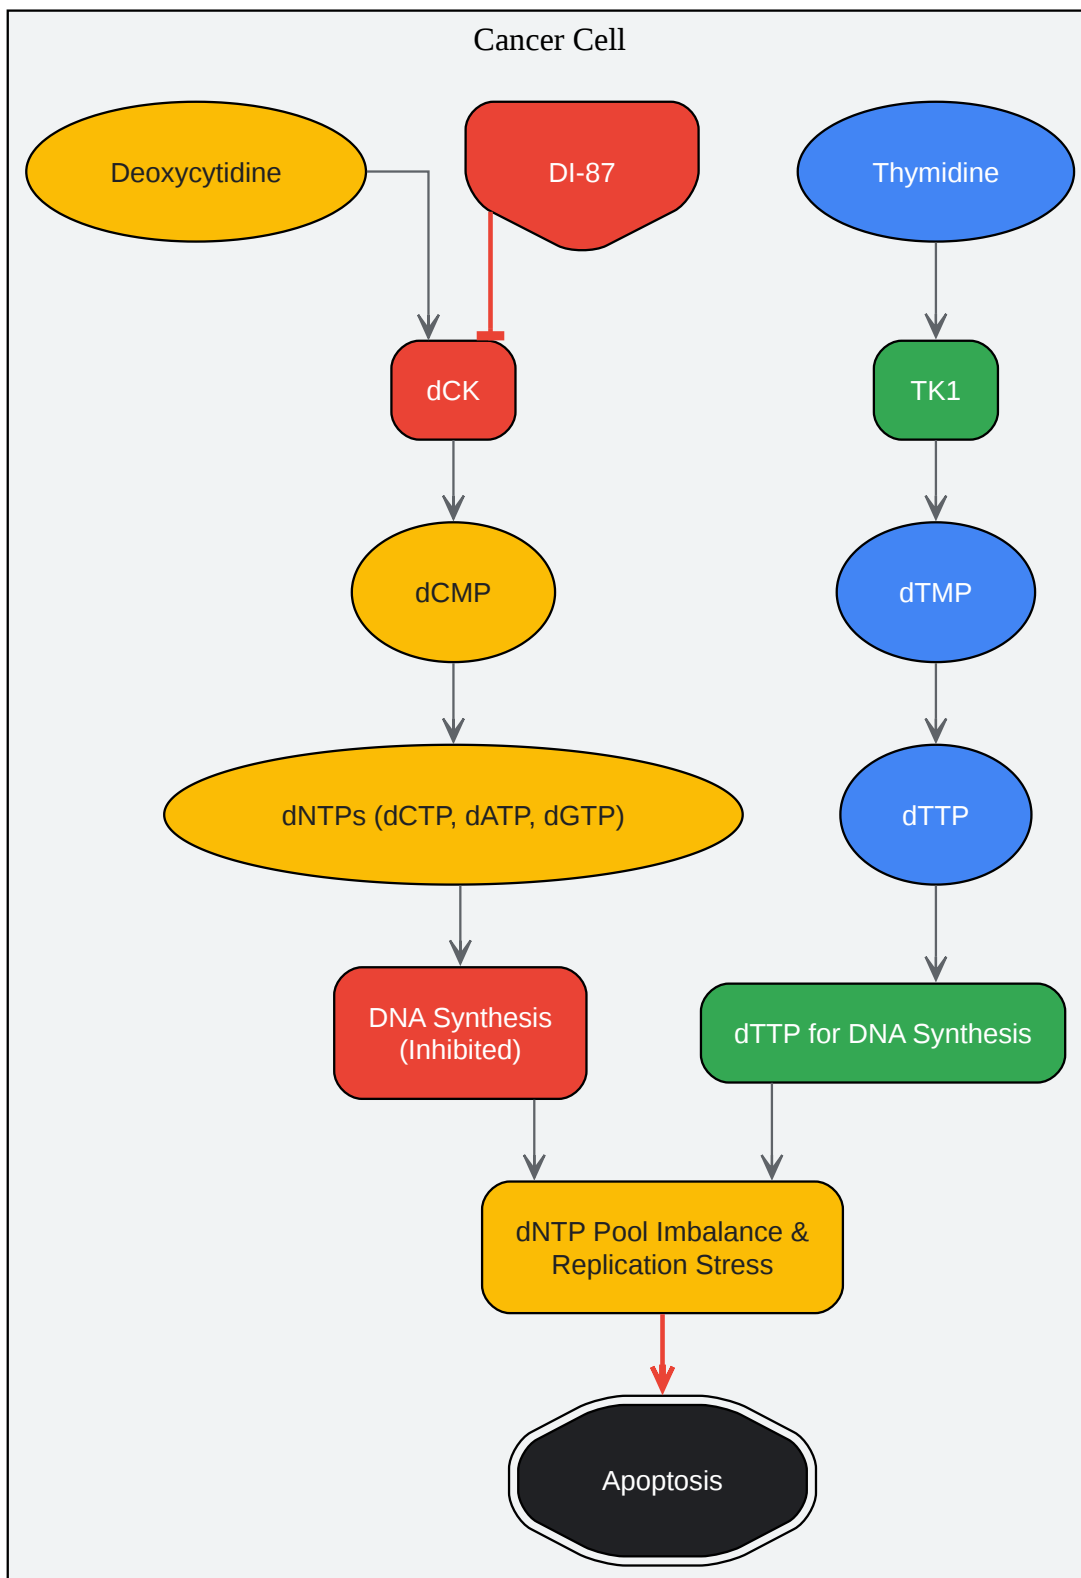 Cancer Cell
Deoxycytidine
DI-87
Thymidine
dCK
TK1
dCMP
dTMP
dNTPs (dCTP, dATP, dGTP)
dTTP
DNA Synthesis
(Inhibited)
dTTP for DNA Synthesis
dNTP Pool Imbalance &
Replication Stress
Apoptosis